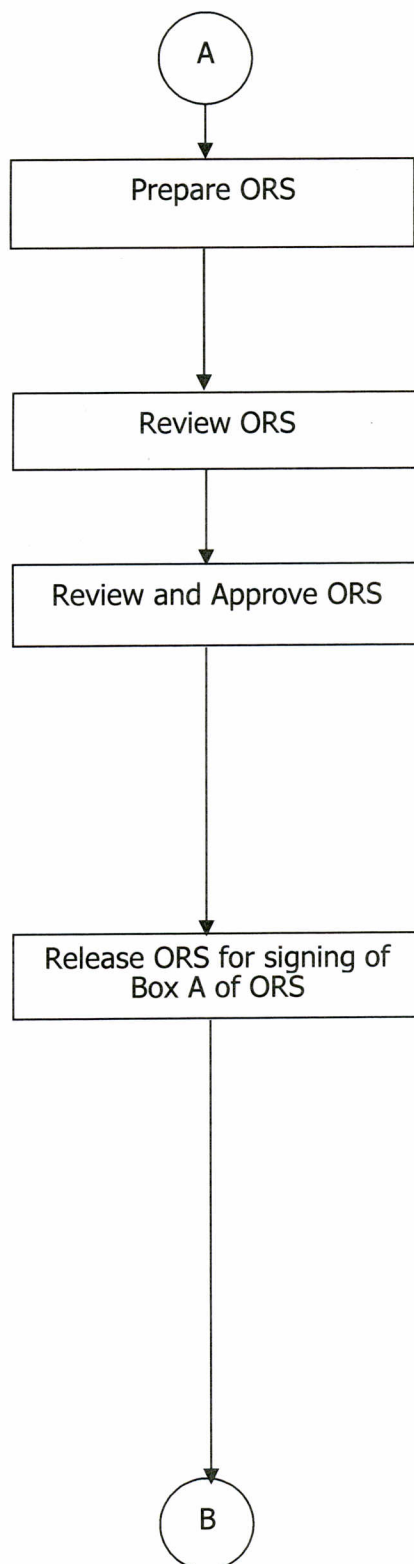 A
Prepare ORS
Review ORS
Review and Approve ORS
Release ORS for signing of
Box A of ORS
B